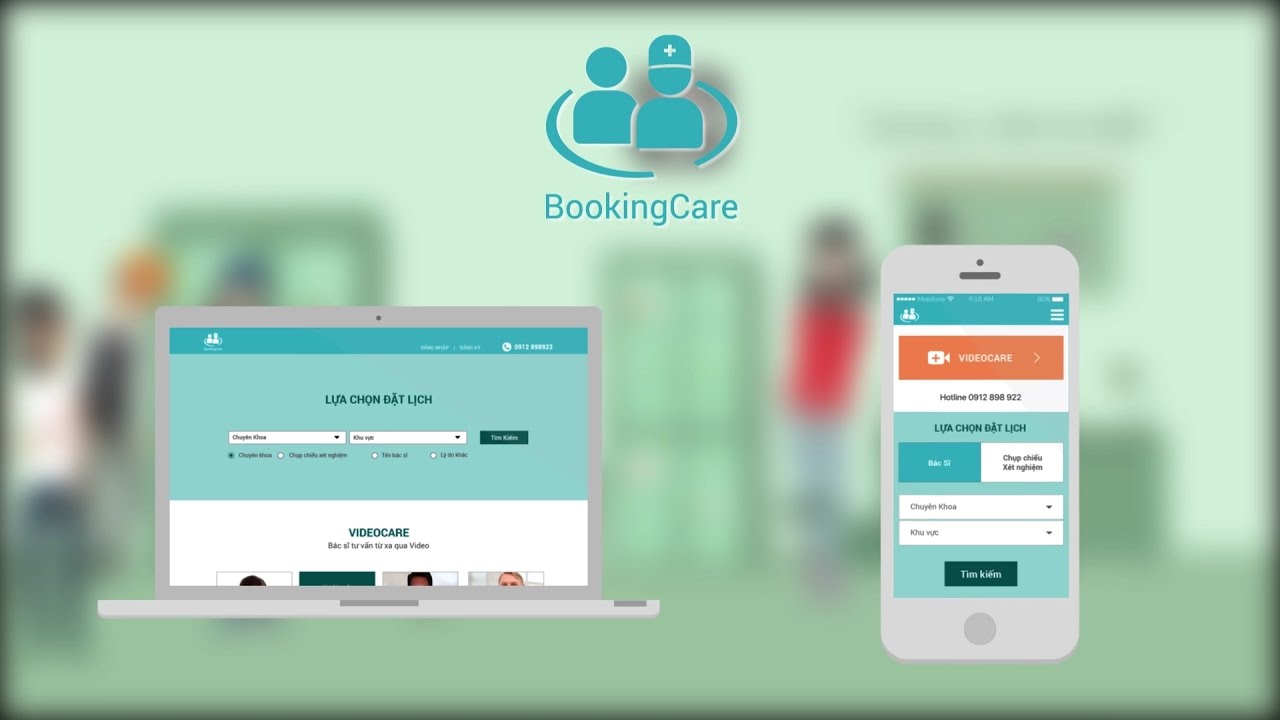 BookingCare
BookingCare
ĐĂNG NHẬP | ĐĂNG KÝ
0912 898922
LỰA CHỌN ĐẶT LỊCH
Chuyên Khoa
Khu vực
Tìm Kiếm
Chuyên khoa
Chụp chiếu xét nghiệm
Tên bác sĩ
Lý do khác
VIDEOCARE
Bác sĩ tư vấn từ xa qua Video
Mobifone
9:18 AM
80%
VIDEOCARE
Hotline 0912 898 922
LỰA CHỌN ĐẶT LỊCH
Bác Sĩ
Chụp chiếu
Xét nghiệm
Chuyên Khoa
Khu vực
Tìm kiếm